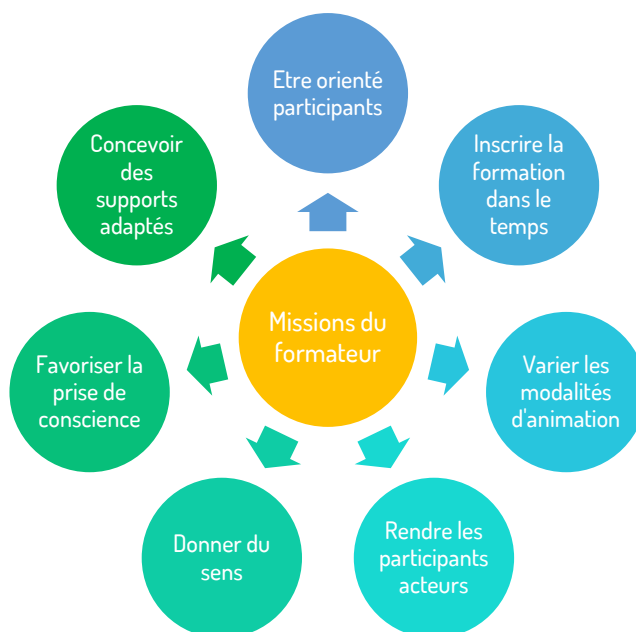 Etre orienté
participants
Inscrire la
formation
dans le
temps
Varier les
modalités
d'animation
Rendre les
participants
acteurs
Donner du
sens
Favoriser la
prise de
conscience
Concevoir
des
supports
adaptés
Missions du
formateur